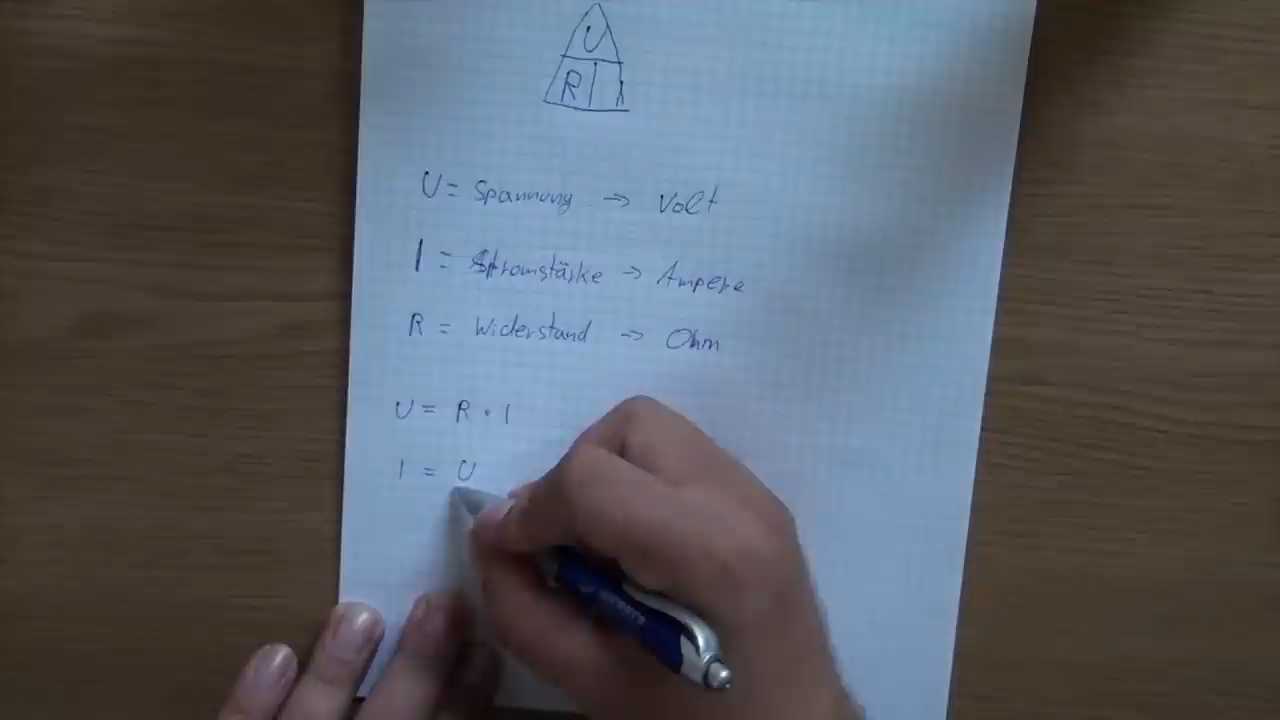 U
R I
U = Spannung -> Volt
I = Stromstärke -> Ampere
R = Widerstand -> Ohm
U = R · I
I = U